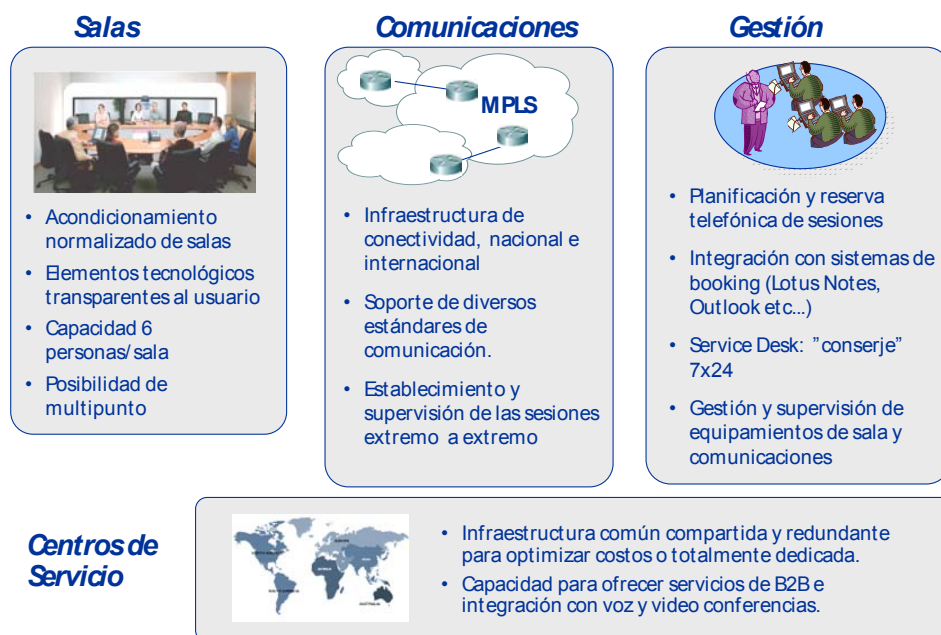 Salas
Acondicionamiento
normalizado de salas
Elementos tecnológicos
transparentes al usuario
Capacidad 6
personas/sala
Posibilidad de
multipunto
Comunicaciones
MPLS
Infraestructura de
conectividad, nacional e
internacional
Soporte de diversos
estándares de
comunicación.
Establecimiento y
supervisión de las sesiones
extremo a extremo
Gestión
Planificación y reserva
telefónica de sesiones
Integración con sistemas de
booking (Lotus Notes,
Outlook etc...)
Service Desk: ”conserje”
7x24
Gestión y supervisión de
equipamientos de sala y
comunicaciones
Centros de
Servicio
Infraestructura común compartida y redundante
para optimizar costos o totalmente dedicada.
Capacidad para ofrecer servicios de B2B e
integración con voz y video conferencias.